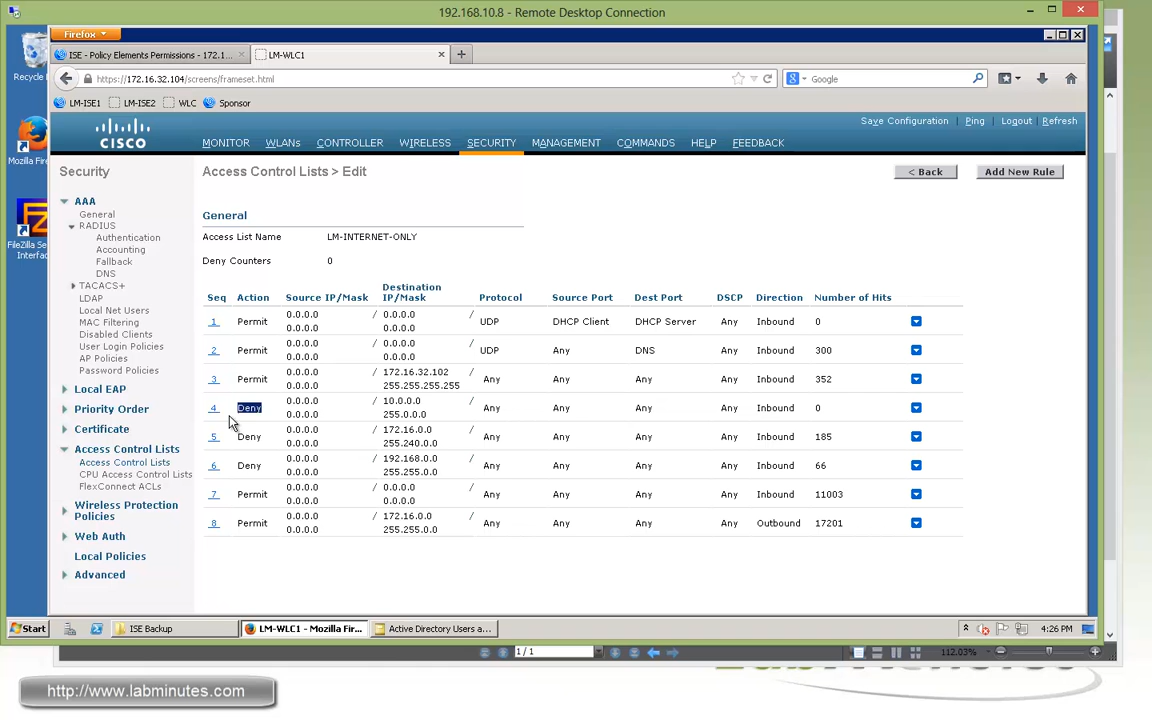 192.168.10.8 - Remote Desktop Connection
Firefox
ISE - Policy Elements Permissions - 172.1...
LM-WLC1
https://172.16.32.104/screens/frameset.html
Google
LM-ISE1 LM-ISE2 WLC Sponsor
Recycle
Mozilla Fire
FileZilla Se
Interfac
Save Configuration | Ping | Logout | Refresh
CISCO
MONITOR WLANs CONTROLLER WIRELESS SECURITY MANAGEMENT COMMANDS HELP FEEDBACK
Security
AAA
General
RADIUS
Authentication
Accounting
Fallback
DNS
TACACS+
LDAP
Local Net Users
MAC Filtering
Disabled Clients
User Login Policies
AP Policies
Password Policies
Local EAP
Priority Order
Certificate
Access Control Lists
Access Control Lists
CPU Access Control Lists
FlexConnect ACLs
Wireless Protection
Policies
Web Auth
Local Policies
Advanced
Access Control Lists > Edit
< Back
Add New Rule
General
Access List Name LM-INTERNET-ONLY
Deny Counters 0
Seq Action Source IP/Mask Destination IP/Mask Protocol Source Port Dest Port DSCP Direction Number of Hits
1 Permit 0.0.0.0 / 0.0.0.0 /
0.0.0.0 0.0.0.0 UDP DHCP Client DHCP Server Any Inbound 0
2 Permit 0.0.0.0 / 0.0.0.0 /
0.0.0.0 0.0.0.0 UDP Any DNS Any Inbound 300
3 Permit 0.0.0.0 / 172.16.32.102 /
0.0.0.0 255.255.255.255 Any Any Any Any Inbound 352
4 Deny 0.0.0.0 / 10.0.0.0 /
0.0.0.0 255.0.0.0 Any Any Any Any Inbound 0
5 Deny 0.0.0.0 / 172.16.0.0 /
0.0.0.0 255.240.0.0 Any Any Any Any Inbound 185
6 Deny 0.0.0.0 / 192.168.0.0 /
0.0.0.0 255.255.0.0 Any Any Any Any Inbound 66
7 Permit 0.0.0.0 / 0.0.0.0 /
0.0.0.0 0.0.0.0 Any Any Any Any Inbound 11003
8 Permit 0.0.0.0 / 172.16.0.0 /
0.0.0.0 255.255.0.0 Any Any Any Any Outbound 17201
Start
ISE Backup
LM-WLC1 - Mozilla Fir...
Active Directory Users a...
4:26 PM
1 / 1
112.03%
http://www.labminutes.com